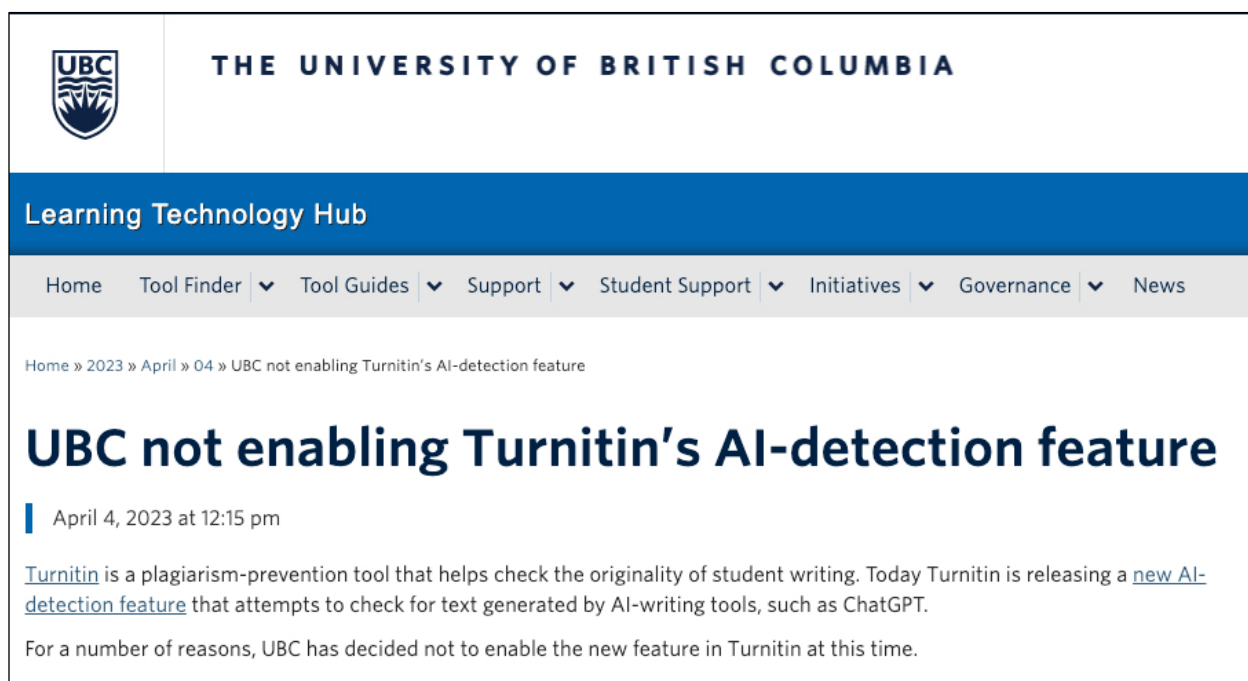 UBC
THE UNIVERSITY OF BRITISH COLUMBIA
Learning Technology Hub
Home Tool Finder Tool Guides Support Student Support Initiatives Governance News
Home » 2023 » April » 04 » UBC not enabling Turnitin’s AI-detection feature
UBC not enabling Turnitin’s AI-detection feature
April 4, 2023 at 12:15 pm
Turnitin is a plagiarism-prevention tool that helps check the originality of student writing. Today Turnitin is releasing a new AI-
detection feature that attempts to check for text generated by AI-writing tools, such as ChatGPT.
For a number of reasons, UBC has decided not to enable the new feature in Turnitin at this time.